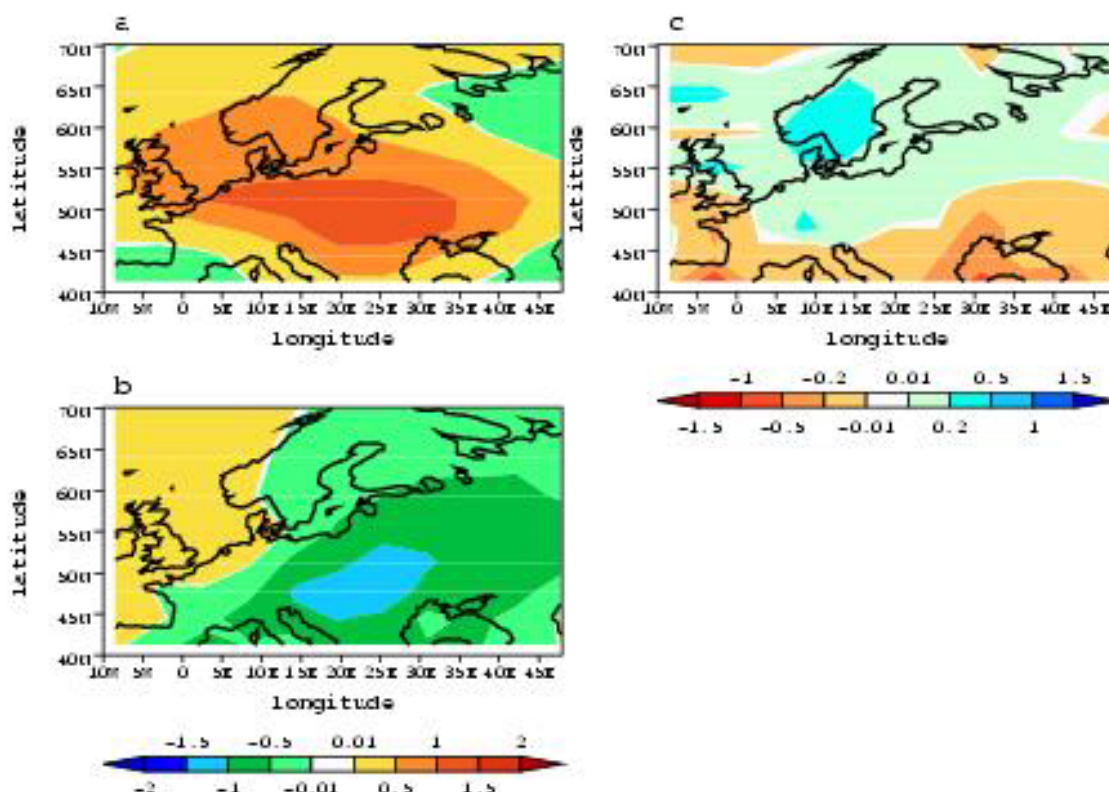 a
70N
65N
60N
55N
50N
45N
40N
latitude
10W 5W 0 5E 10E 15E 20E 25E 30E 35E 40E 45E
longitude
c
70N
65N
60N
55N
50N
45N
40N
latitude
10W 5W 0 5E 10E 15E 20E 25E 30E 35E 40E 45E
longitude
-1 -0.2 0.01 0.5 1.5
-1.5 -0.5 -0.01 0.2 1
b
70N
65N
60N
55N
50N
45N
40N
latitude
10W 5W 0 5E 10E 15E 20E 25E 30E 35E 40E 45E
longitude
-1.5 -0.5 0.01 1 2
-2 -1 -0.01 0.5 1.5